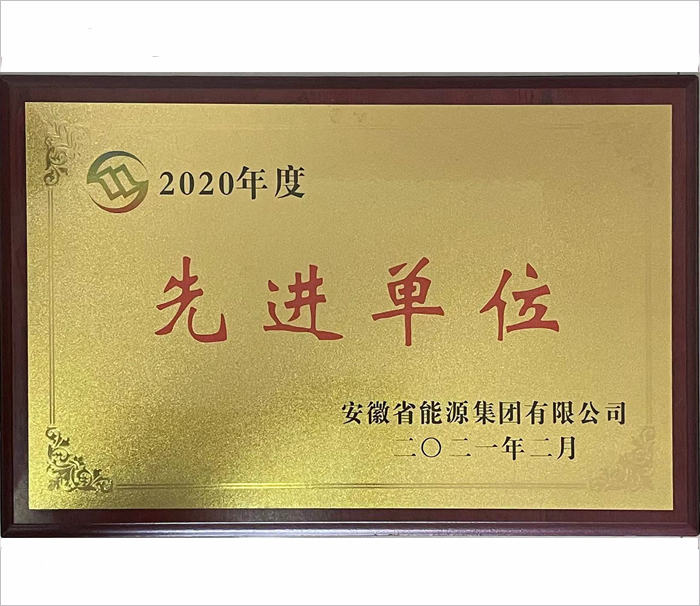 2020年度
先进单位
安徽省能源集团有限公司
二〇二一年二月